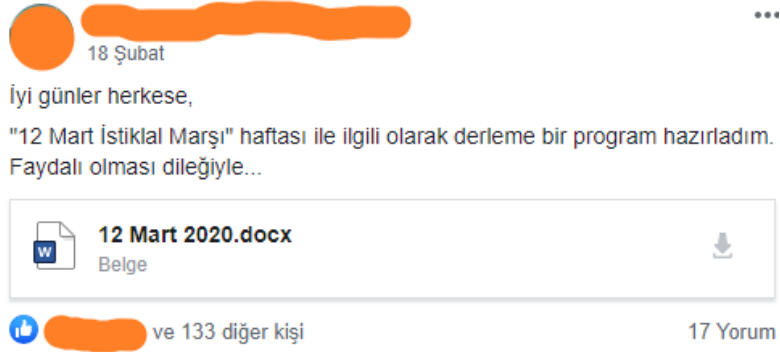 18 Şubat
İyi günler herkese,
"12 Mart İstiklal Marşı" haftası ile ilgili olarak derleme bir program hazırladım.
Faydalı olması dileğiyle...
W
12 Mart 2020.docx
Belge
ve 133 diğer kişi
17 Yorum